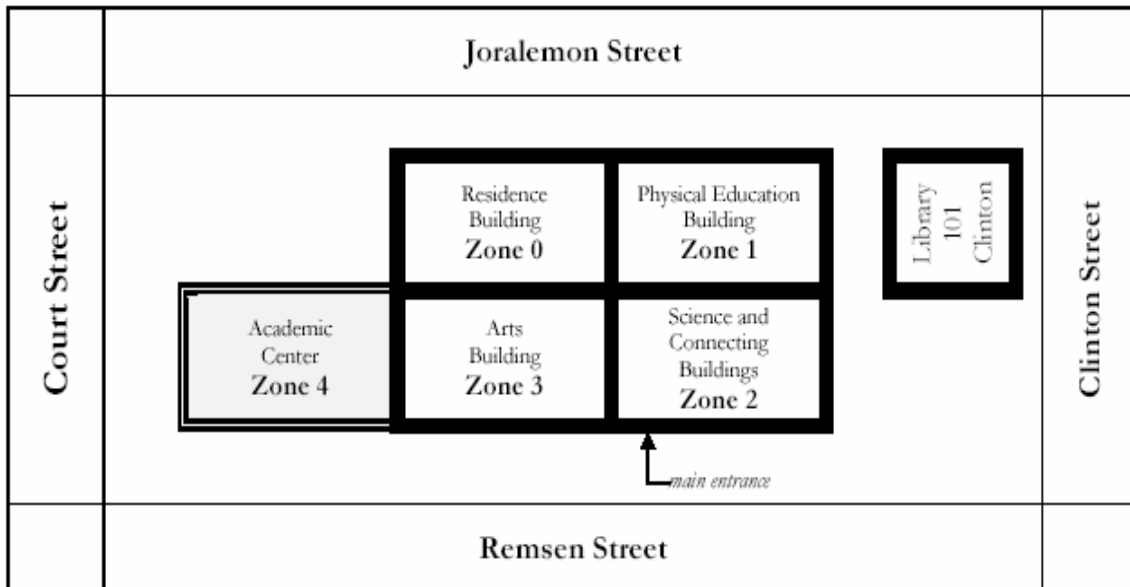 Joralemon Street
Court Street
Residence
Building
Zone 0
Physical Education
Building
Zone 1
Library
101
Clinton
Clinton Street
Academic
Center
Zone 4
Arts
Building
Zone 3
Science and
Connecting
Buildings
Zone 2
main entrance
Remsen Street